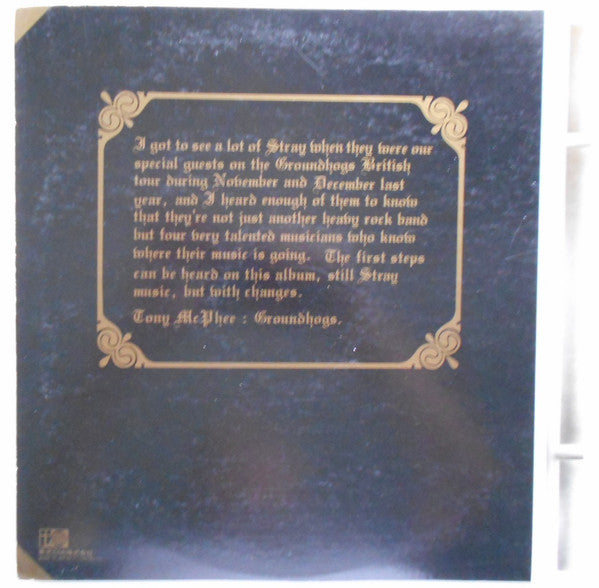 I got to see a lot of Stray when they were our
special guests on the Groundhogs British
tour during November and December last
year, and I heard enough of them to know
that they're not just another heavy rock band
but four very talented musicians who know
where their music is going. The first steps
can be heard on this album, still Stray
music, but with changes.
Tony McPhee : Groundhogs.